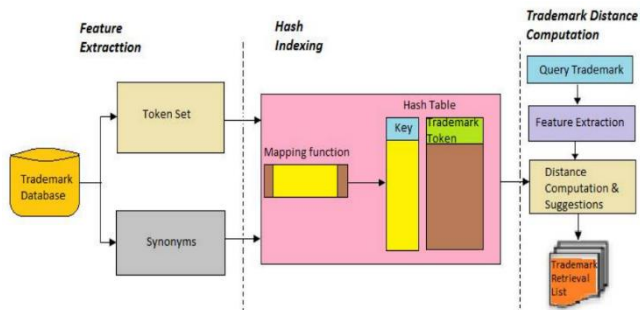 Feature
Extracttion
Hash
Indexing
Trademark Distance
Computation
Token Set
Synonyms
Trademark
Database
Mapping function
Hash Table
Key
Trademark
Token
Query Trademark
Feature Extraction
Distance
Computation &
Suggestions
Trademark
Retrieval
List